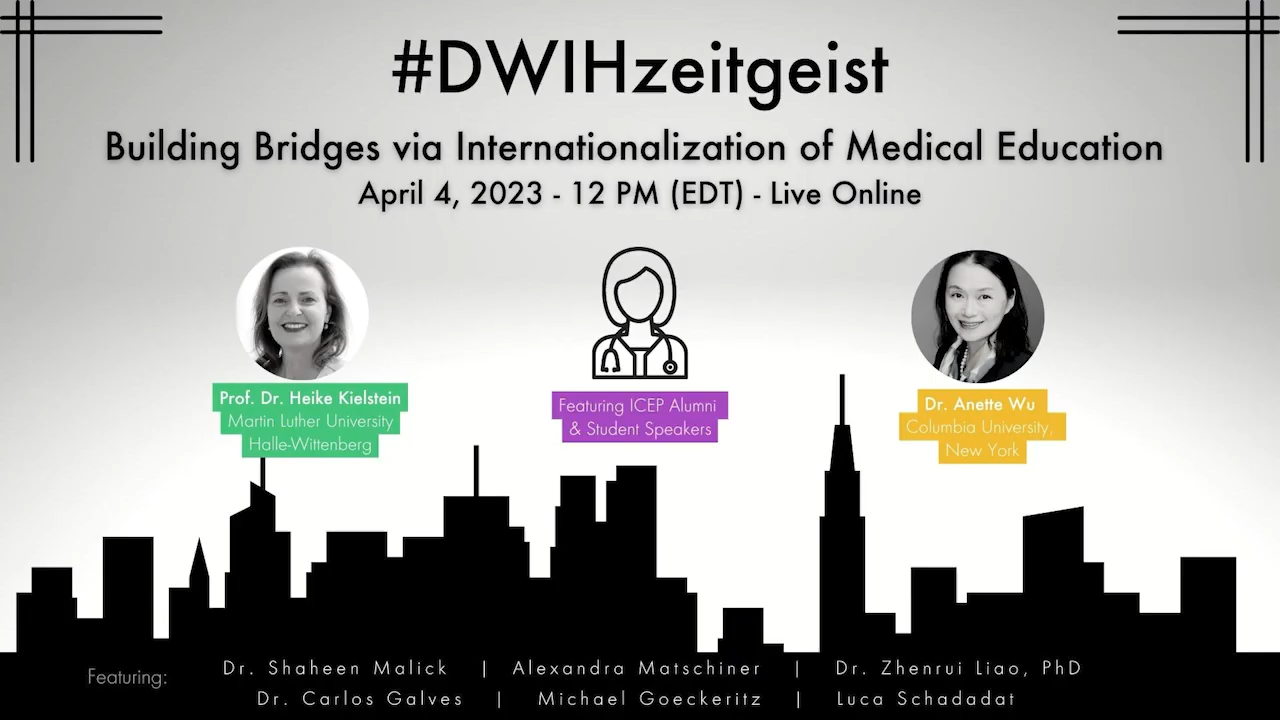 #DWIHzeitgeist
Building Bridges via Internationalization of Medical Education
April 4, 2023 - 12 PM (EDT) - Live Online
Prof. Dr. Heike Kielstein
Martin Luther University
Halle-Wittenberg
Featuring ICEP Alumni
& Student Speakers
Dr. Anette Wu
Columbia University,
New York
Featuring:
Dr. Shaheen Malick | Alexandra Matschiner | Dr. Zhenrui Liao, PhD
Dr. Carlos Galves | Michael Goeckeritz | Luca Schadadat